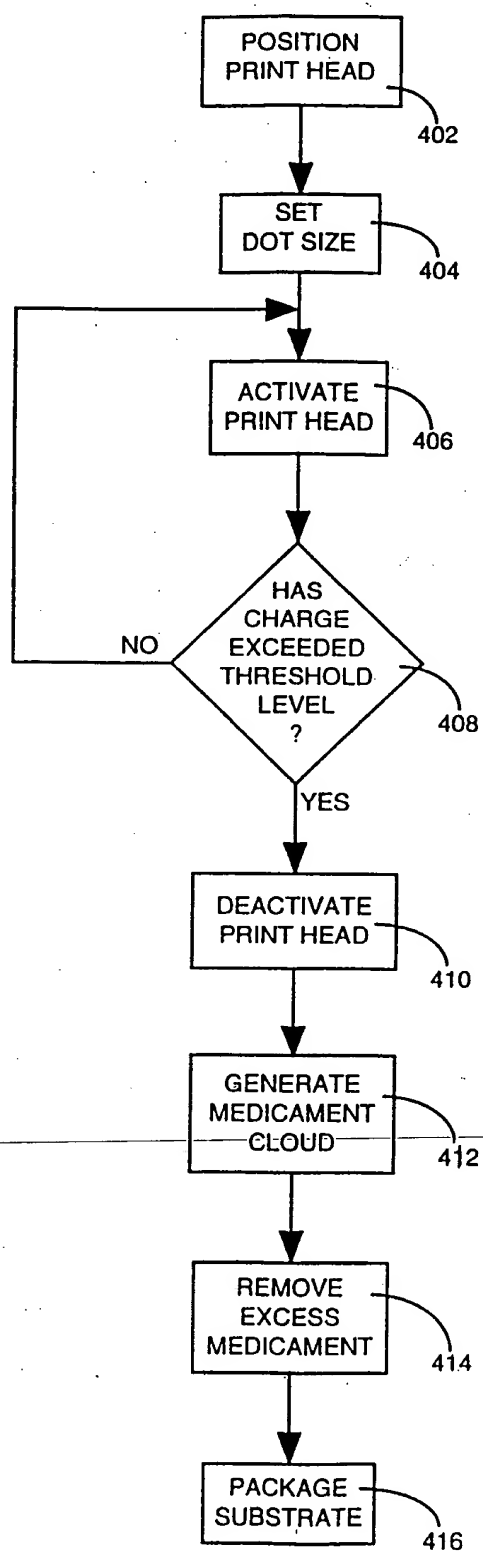 POSITION
PRINT HEAD
402
SET
DOT SIZE
404
ACTIVATE
PRINT HEAD
406
HAS
CHARGE
EXCEEDED
THRESHOLD
LEVEL
?
408
NO
YES
DEACTIVATE
PRINT HEAD
410
GENERATE
MEDICAMENT
CLOUD
412
REMOVE
EXCESS
MEDICAMENT
414
PACKAGE
SUBSTRATE
416